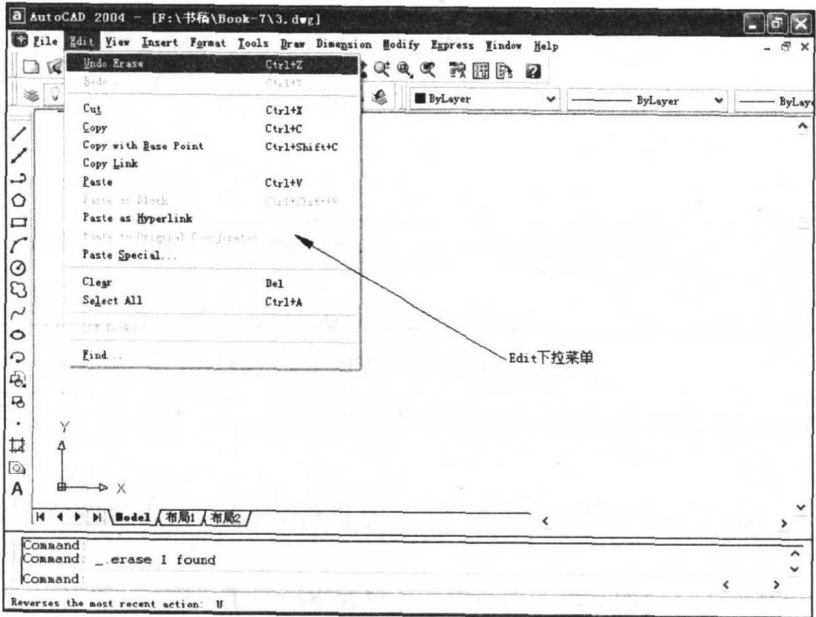 AutoCAD 2004 - [F:\书稿\Book-7\3.dwg]
File Edit View Insert Format Tools Draw Dimension Modify Express Window Help
Undo Erase Ctrl+Z
Ctrl+Y
ByLayer ByLayer ByLaye
Cut Ctrl+X
Copy Ctrl+C
Copy with Base Point Ctrl+Shift+C
Copy Link
Paste Ctrl+V
Paste as Block Ctrl+Shift+V
Paste as Hyperlink
Paste to Original Coordinates
Paste Special...
Clear Del
Select All Ctrl+A
Find...
Edit下拉菜单
Y
X
A
Model 布局1 布局2
Command:
Command: _.erase 1 found
Command:
Reverses the most recent action: U